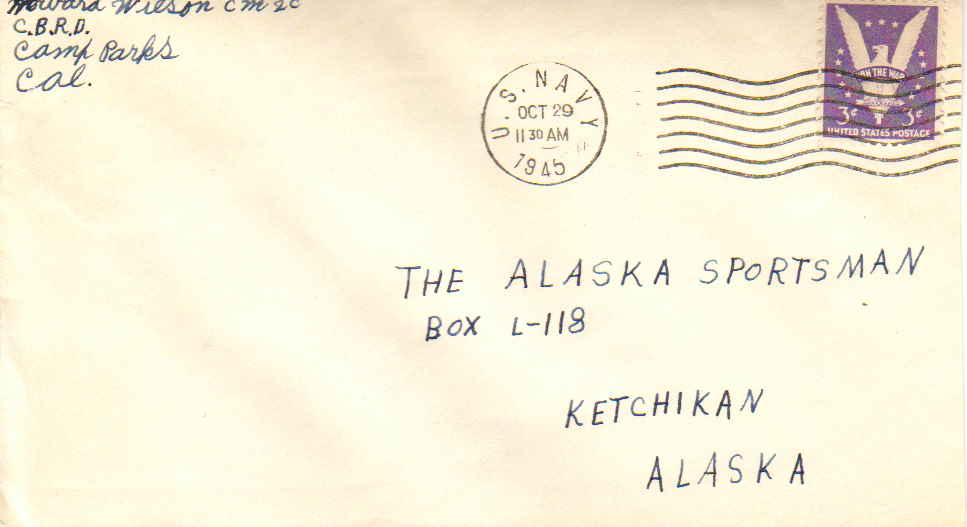 Howard Wilson CM 2C
C.B.R.D.
Camp Parks
Cal.
U.S. NAVY
OCT 29
11 30 AM
1945
WIN THE WAR
3¢ 3¢
UNITED STATES POSTAGE
THE ALASKA SPORTSMAN
BOX L-118
KETCHIKAN
ALASKA